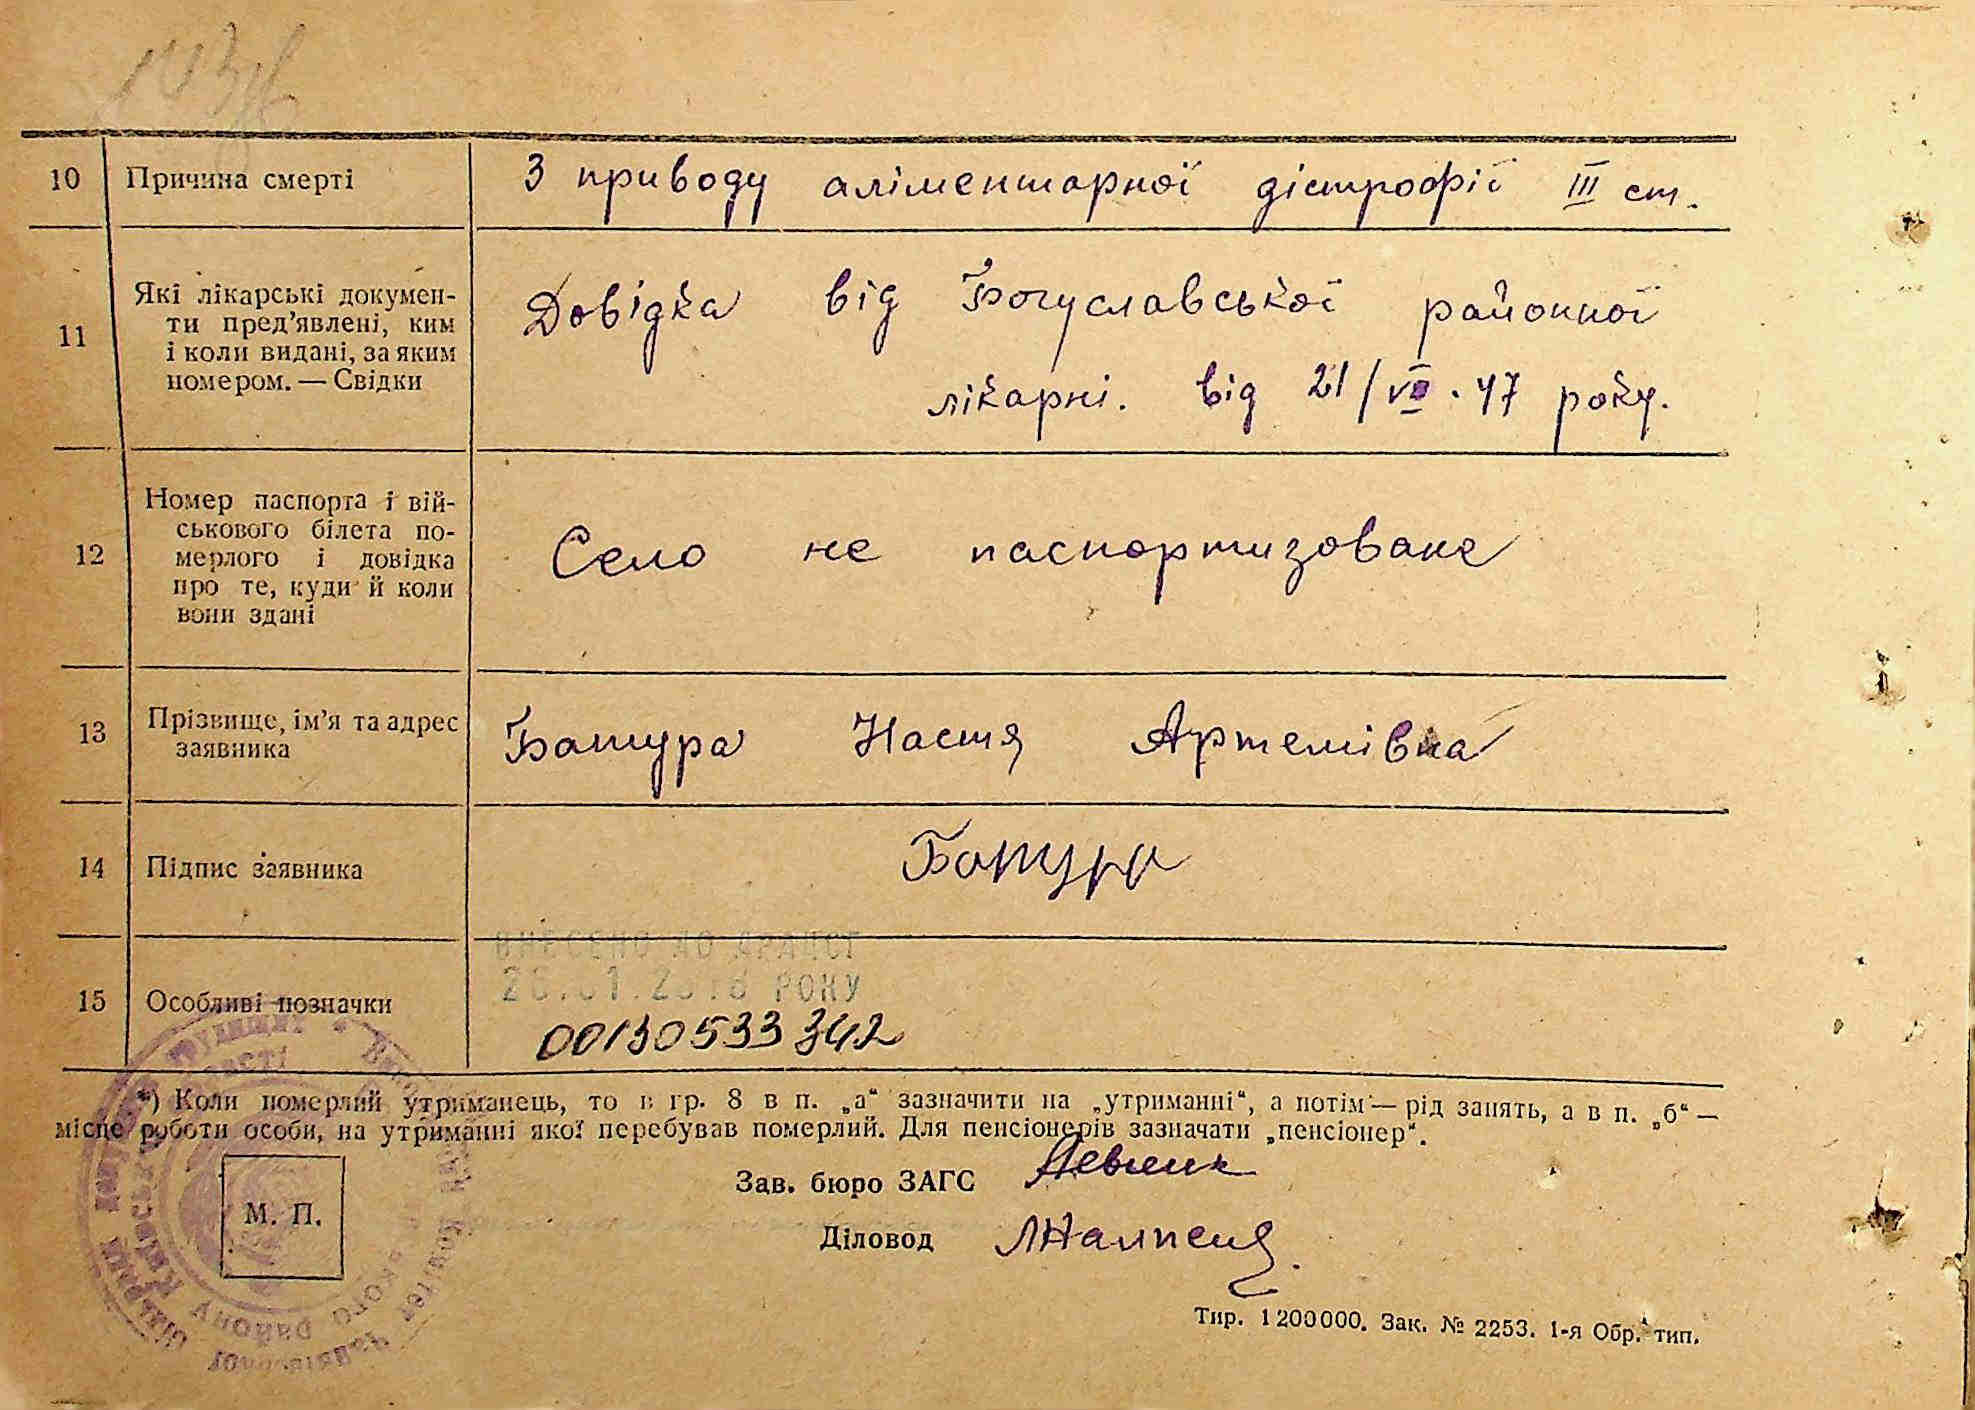 10 Причина смерті З приводу аліментарної дістрофії III ст.
11 Які лікарські докумен-
ти пред'явлені, ким
і коли видані, за яким
номером. — Свідки
Довідка від Богуславської районної
лікарні. від 21/VII.47 року.
12 Номер паспорта і вій-
ськового білета по-
мерлого і довідка
про те, куди й коли
вони здані
Село не паспортизоване
13 Прізвище, ім'я та адрес
заявника
Батура Настя Артемівна
14 Підпис заявника Батура
15 Особливі позначки
ВНЕСЕНО ДО ДРАЦСГ
26.01.2018 РОКУ
00130533342
*) Коли померлий утриманець, то в гр. 8 в п. „а“ зазначити на „утриманні“, а потім — рід занять, а в п. „б“ —
місце роботи особи, на утриманні якої перебував померлий. Для пенсіонерів зазначати „пенсіонер“.
Зав. бюро ЗАГС
М. П.
Діловод
Тир. 1200000. Зак. № 2253. 1-я Обр. тип.